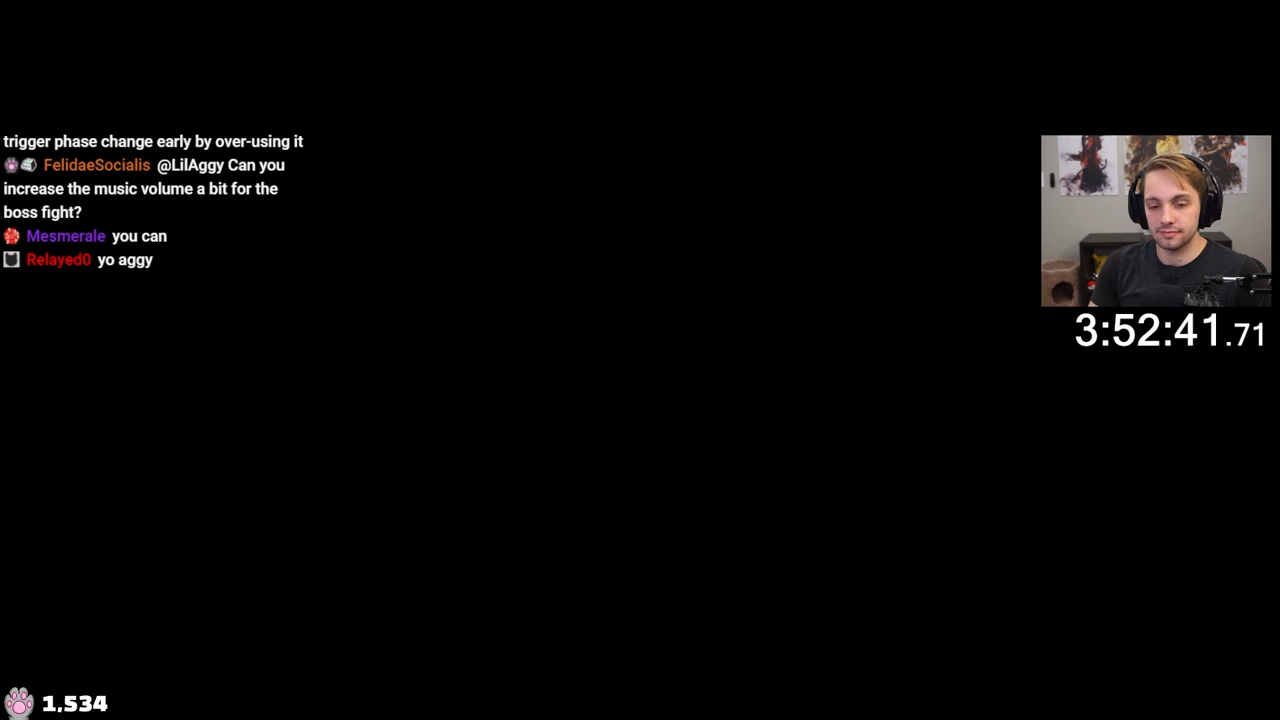 trigger phase change early by over-using it
FelidaeSocialis @LilAggy Can you
increase the music volume a bit for the
boss fight?
Mesmerale you can
Relayed0 yo aggy
3:52:41.71
1,534